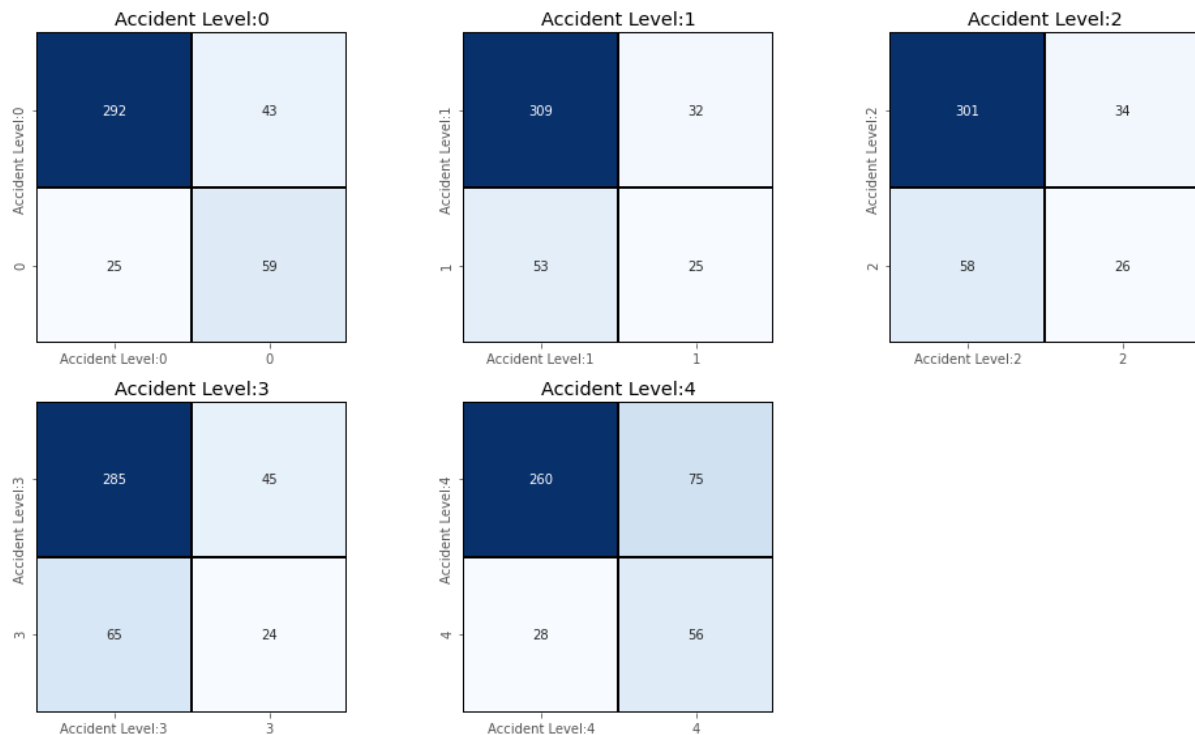 Accident Level:0
Accident Level:0
292
43
0
25
59
Accident Level:0
0
Accident Level:1
Accident Level:1
309
32
1
53
25
Accident Level:1
1
Accident Level:2
Accident Level:2
301
34
2
58
26
Accident Level:2
2
Accident Level:3
Accident Level:3
285
45
3
65
24
Accident Level:3
3
Accident Level:4
Accident Level:4
260
75
4
28
56
Accident Level:4
4